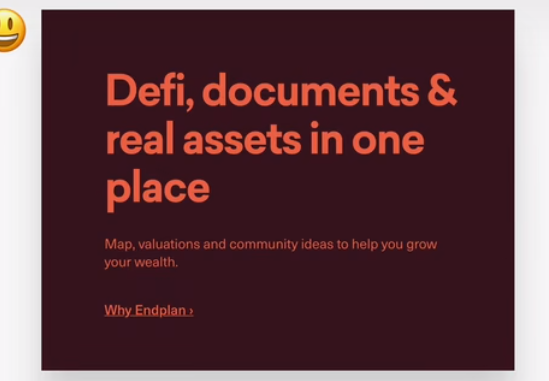 Defi, documents &
real assets in one
place
Map, valuations and community ideas to help you grow
your wealth.
Why Endplan ›